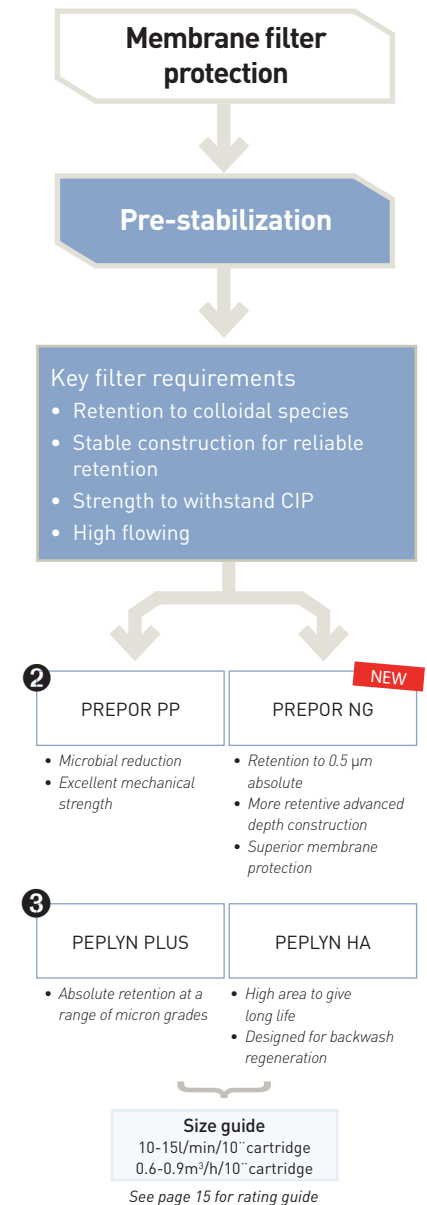 Membrane filter
protection
Pre-stabilization
Key filter requirements
• Retention to colloidal species
• Stable construction for reliable
retention
• Strength to withstand CIP
• High flowing
❷
NEW
PREPOR PP
PREPOR NG
• Microbial reduction
• Excellent mechanical
strength
• Retention to 0.5 µm
absolute
• More retentive advanced
depth construction
• Superior membrane
protection
❸
PEPLYN PLUS
PEPLYN HA
• Absolute retention at a
range of micron grades
• High area to give
long life
• Designed for backwash
regeneration
Size guide
10-15l/min/10¨cartridge
0.6-0.9m³/h/10¨cartridge
See page 15 for rating guide